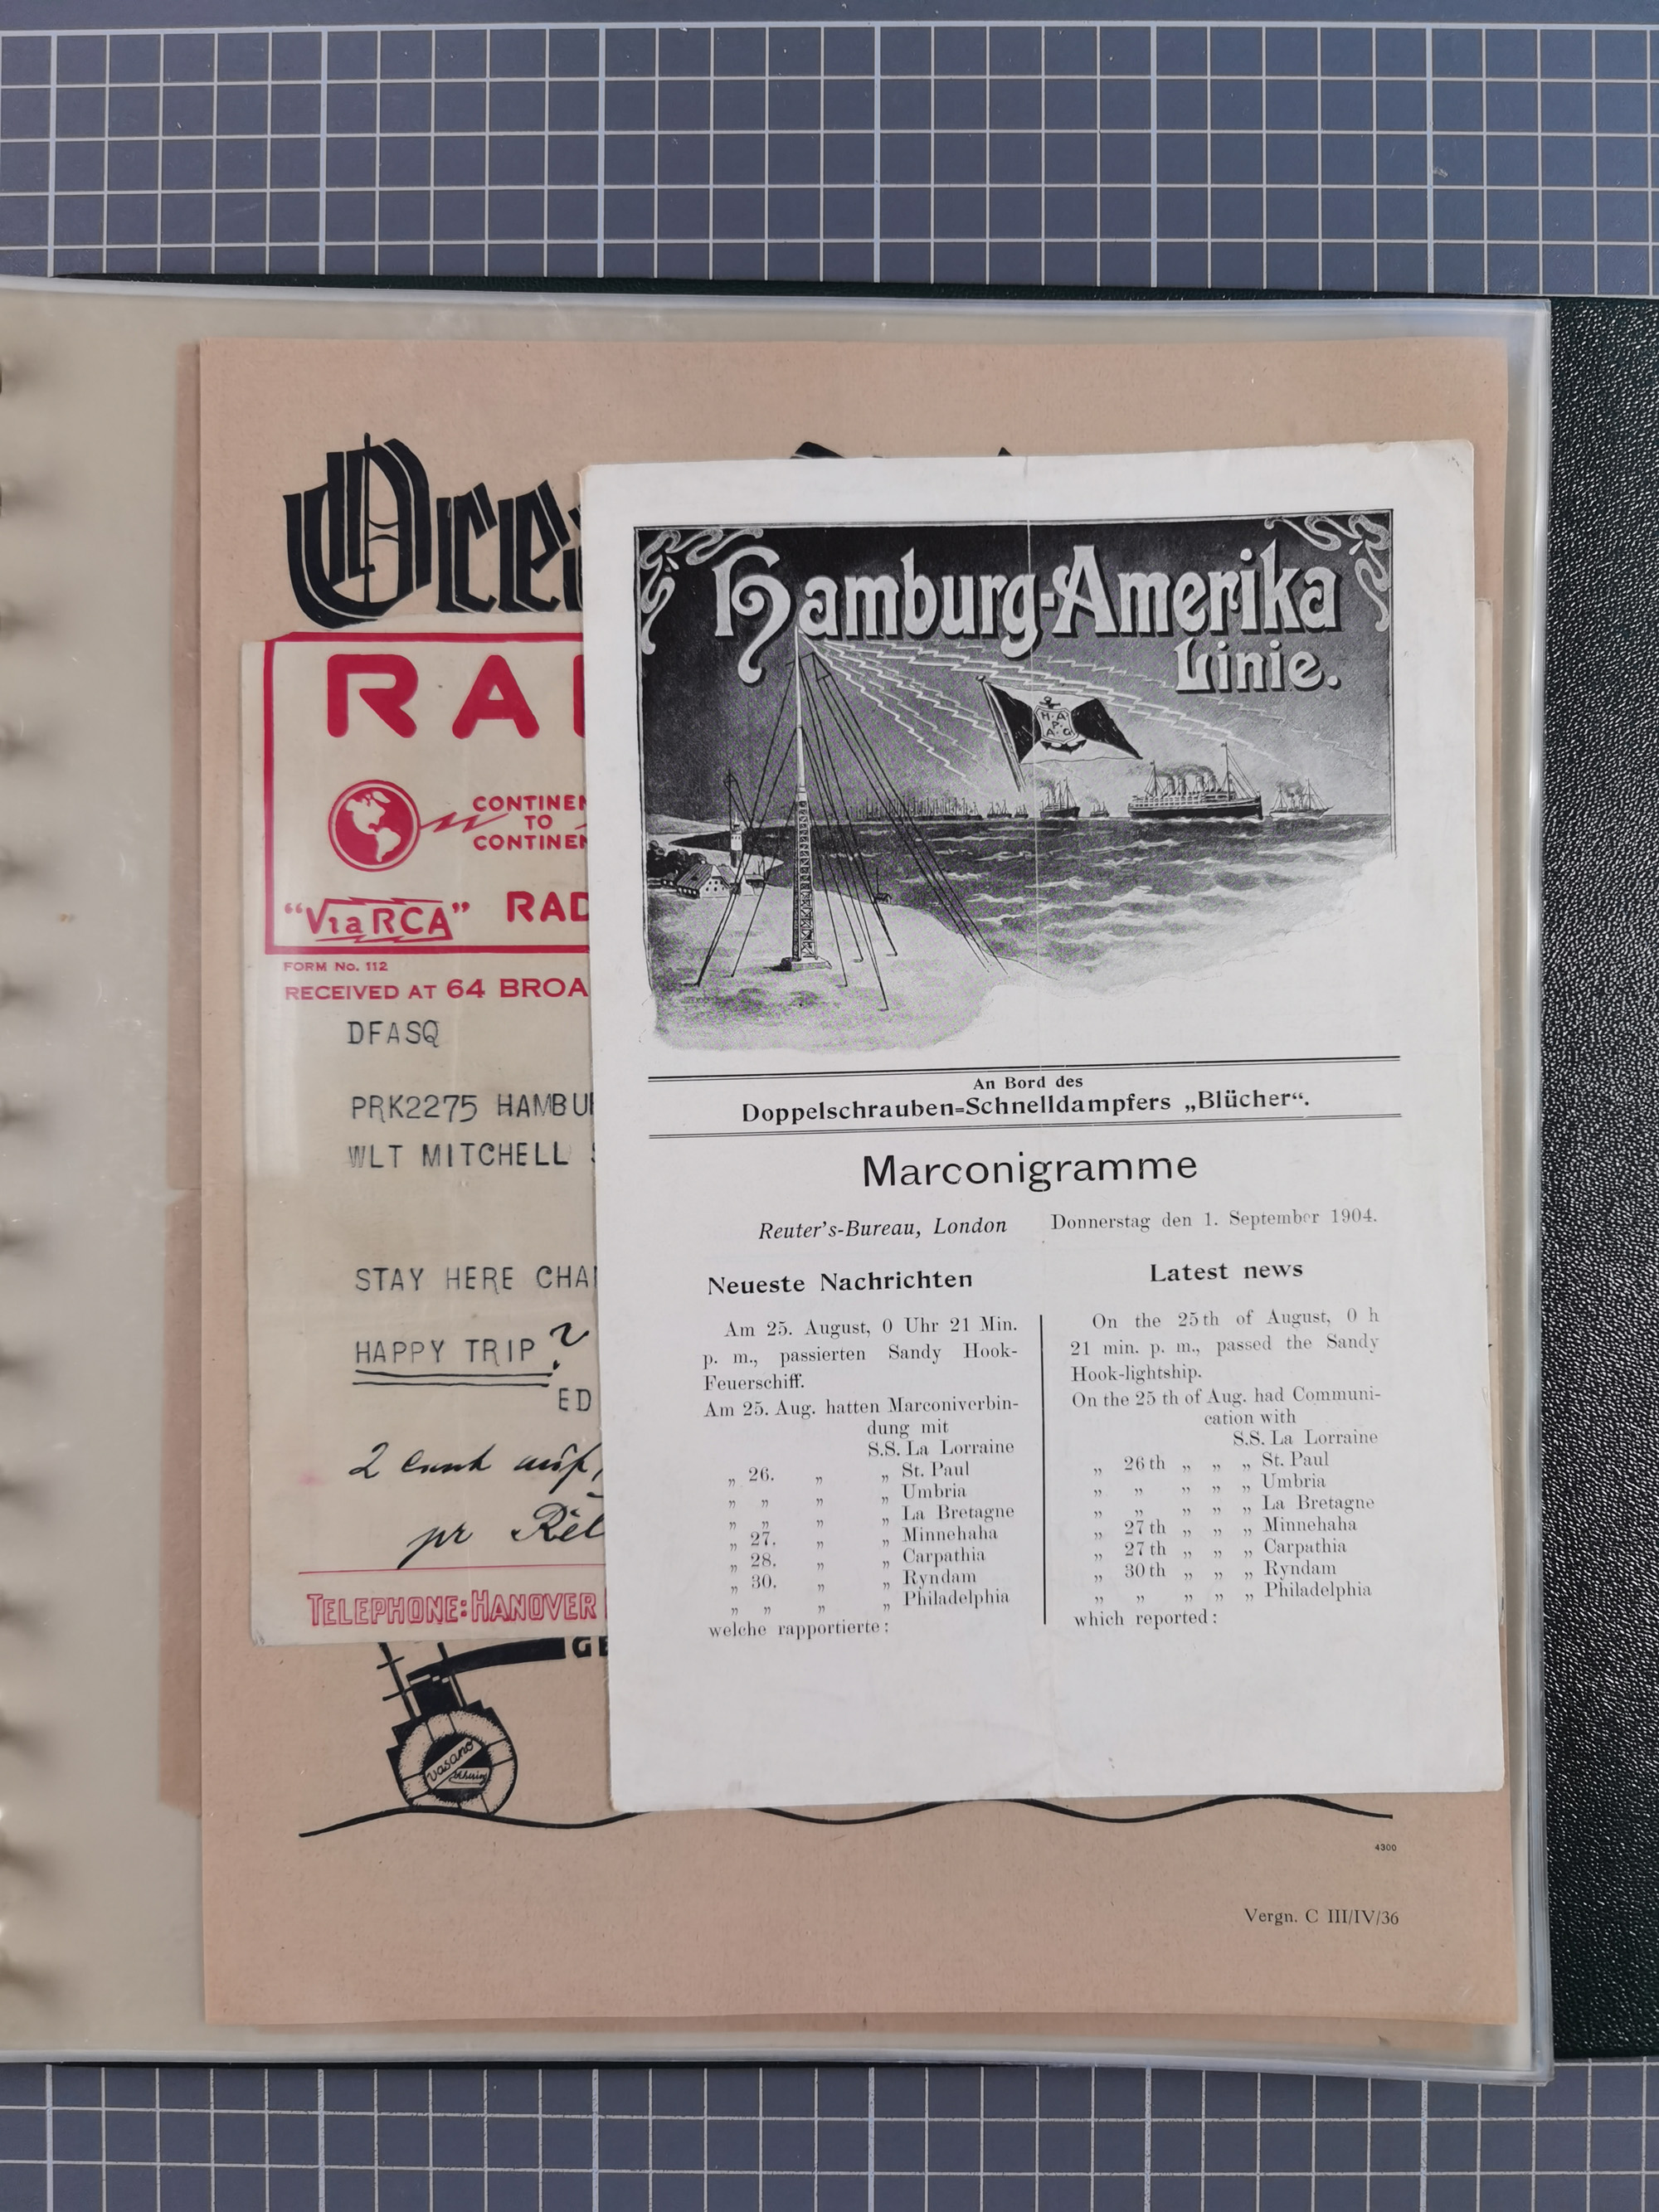 Ocea
RA
CONTINEN
TO
CONTINEN
"Via RCA" RAD
FORM No. 112
RECEIVED AT 64 BROA
DFASQ
PRK2275 HAMBU
WLT MITCHELL
STAY HERE CHA
HAPPY TRIP ?
ED
2
pr
TELEPHONE: HANOVER
GE
Vasano
Schering
4300
Vergn. C III/IV/36
Hamburg-Amerika
Linie.
H. A.
P.
A. G.
An Bord des
Doppelschrauben=Schnelldampfers „Blücher“.
Marconigramme
Reuter's-Bureau, London Donnerstag den 1. September 1904.
Neueste Nachrichten
Am 25. August, 0 Uhr 21 Min.
p. m., passierten Sandy Hook-
Feuerschiff.
Am 25. Aug. hatten Marconiverbin-
dung mit
S.S. La Lorraine
„ 26. „ „ St. Paul
„ „ „ „ Umbria
„ „ „ „ La Bretagne
„ 27. „ „ Minnehaha
„ 28. „ „ Carpathia
„ 30. „ „ Ryndam
„ „ „ „ Philadelphia
welche rapportierte:
Latest news
On the 25th of August, 0 h
21 min. p. m., passed the Sandy
Hook-lightship.
On the 25 th of Aug. had Communi-
cation with
S.S. La Lorraine
„ 26 th „ „ „ St. Paul
„ „ „ „ „ Umbria
„ „ „ „ „ La Bretagne
„ 27 th „ „ „ Minnehaha
„ 27 th „ „ „ Carpathia
„ 30 th „ „ „ Ryndam
„ „ „ „ „ Philadelphia
which reported: